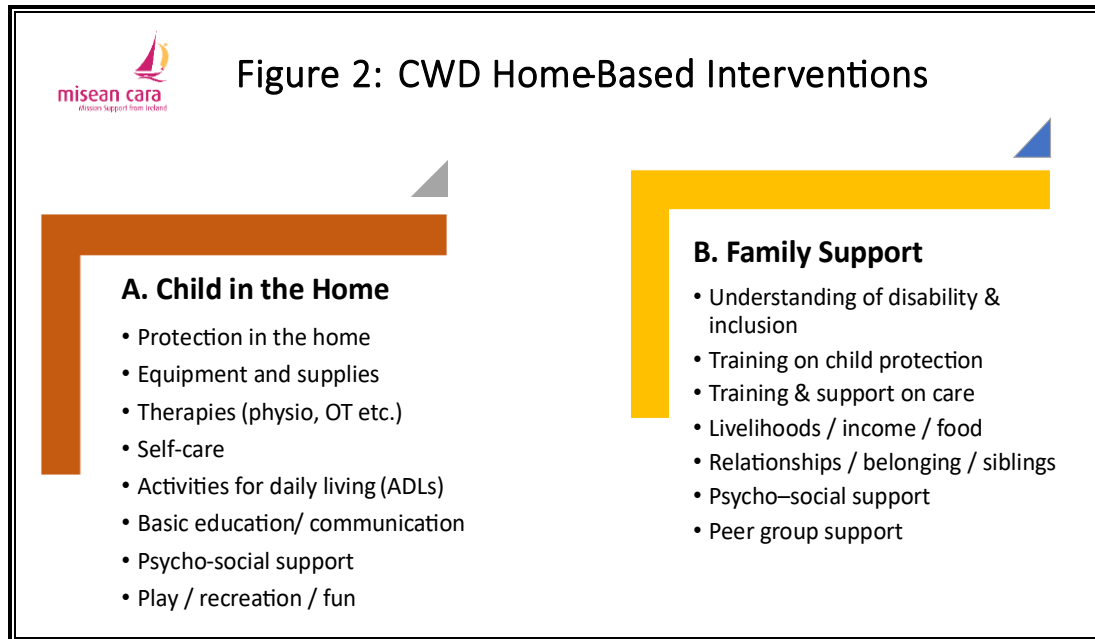 misean cara
Mission Support from Ireland
Figure 2: CWD Home-Based Interventions
A. Child in the Home
• Protection in the home
• Equipment and supplies
• Therapies (physio, OT etc.)
• Self-care
• Activities for daily living (ADLs)
• Basic education/ communication
• Psycho-social support
• Play / recreation / fun
B. Family Support
• Understanding of disability &
inclusion
• Training on child protection
• Training & support on care
• Livelihoods / income / food
• Relationships / belonging / siblings
• Psycho–social support
• Peer group support